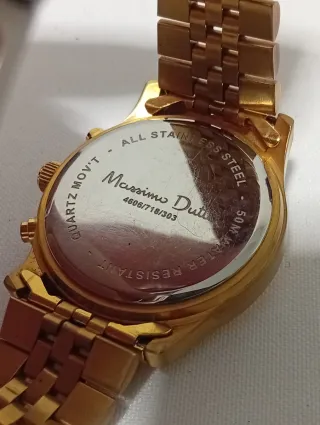 QUARTZ MOV'T - ALL STAINLESS STEEL - 50M WATER RESISTANT -
Massimo Dutti
4606/718/303